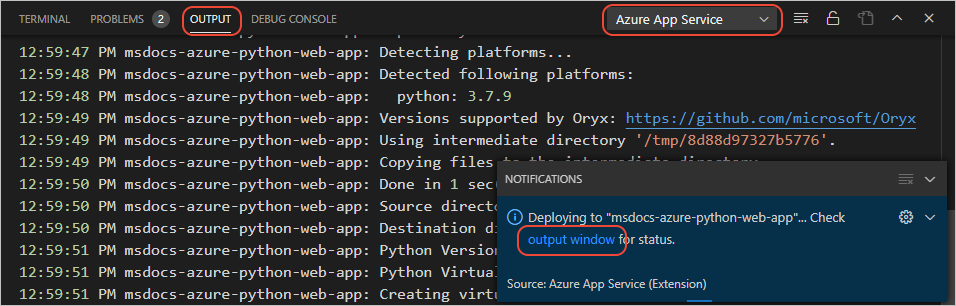 TERMINAL PROBLEMS 2 OUTPUT DEBUG CONSOLE Azure App Service
12:59:47 PM msdocs-azure-python-web-app: Detecting platforms...
12:59:48 PM msdocs-azure-python-web-app: Detected following platforms:
12:59:48 PM msdocs-azure-python-web-app:   python: 3.7.9
12:59:49 PM msdocs-azure-python-web-app: Versions supported by Oryx: https://github.com/microsoft/Oryx
12:59:49 PM msdocs-azure-python-web-app: Using intermediate directory '/tmp/8d88d97327b5776'.
12:59:49 PM msdocs-azure-python-web-app: Copying files to the intermediate directory
12:59:50 PM msdocs-azure-python-web-app: Done in 1 sec
12:59:50 PM msdocs-azure-python-web-app: Source directo
12:59:50 PM msdocs-azure-python-web-app: Destination di
12:59:51 PM msdocs-azure-python-web-app: Python Version
12:59:51 PM msdocs-azure-python-web-app: Python Virtual
12:59:51 PM msdocs-azure-python-web-app: Creating virtu
NOTIFICATIONS
Deploying to "msdocs-azure-python-web-app"... Check
output window for status.
Source: Azure App Service (Extension)